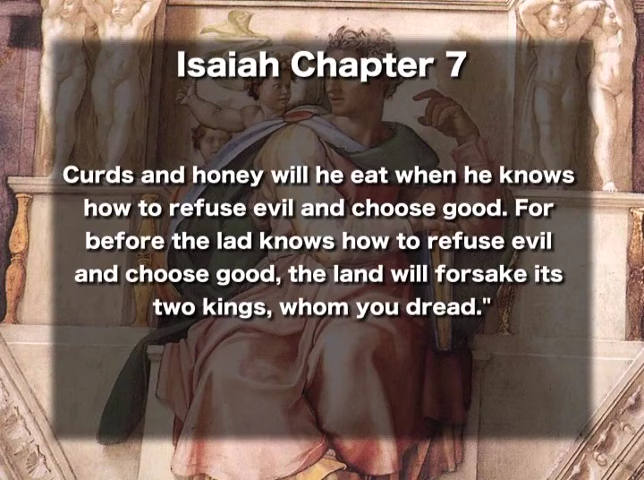 Isaiah Chapter 7
Curds and honey will he eat when he knows
how to refuse evil and choose good. For
before the lad knows how to refuse evil
and choose good, the land will forsake its
two kings, whom you dread."